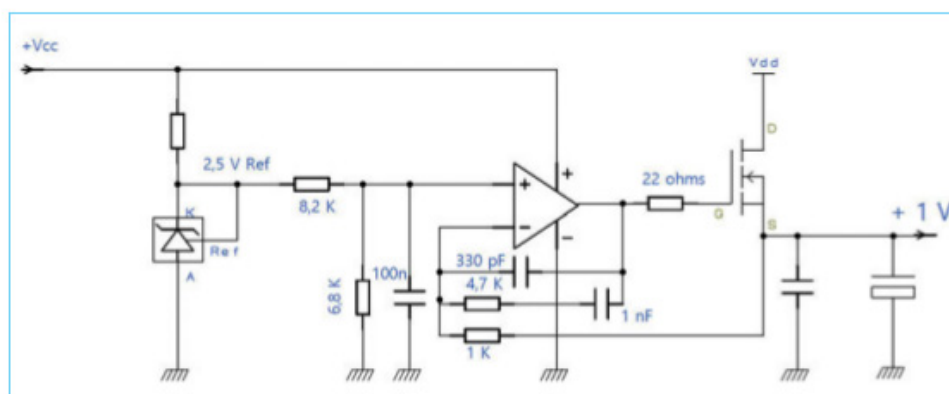 +Vcc
Vdd
D
2,5 V Ref
+
+
22 ohms
8,2 K
G
S
+ 1 V
K
Ref
A
-
-
330 pF
100n
4,7 K
6,8 K
1 nF
1 K